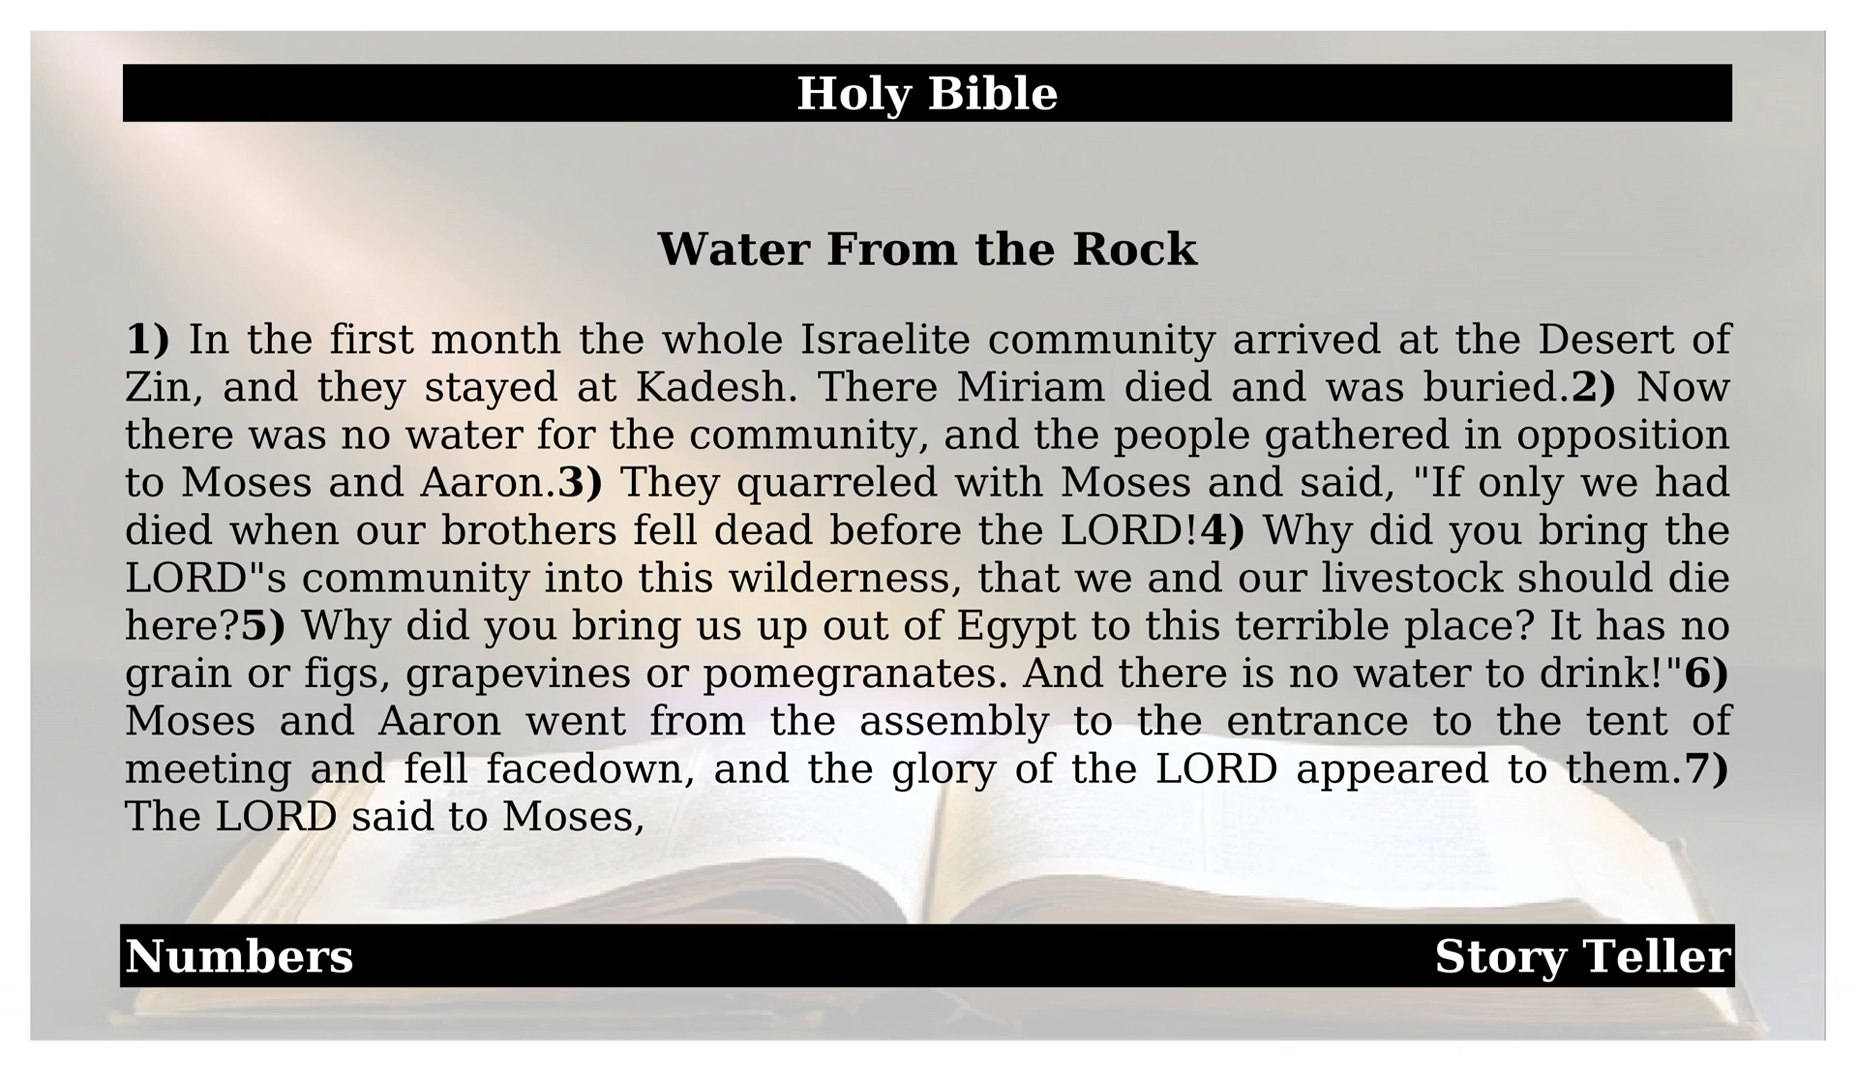 Holy Bible
Water From the Rock
1) In the first month the whole Israelite community arrived at the Desert of
Zin, and they stayed at Kadesh. There Miriam died and was buried.2) Now
there was no water for the community, and the people gathered in opposition
to Moses and Aaron.3) They quarreled with Moses and said, "If only we had
died when our brothers fell dead before the LORD!4) Why did you bring the
LORD"s community into this wilderness, that we and our livestock should die
here?5) Why did you bring us up out of Egypt to this terrible place? It has no
grain or figs, grapevines or pomegranates. And there is no water to drink!"6)
Moses and Aaron went from the assembly to the entrance to the tent of
meeting and fell facedown, and the glory of the LORD appeared to them.7)
The LORD said to Moses,
Numbers Story Teller